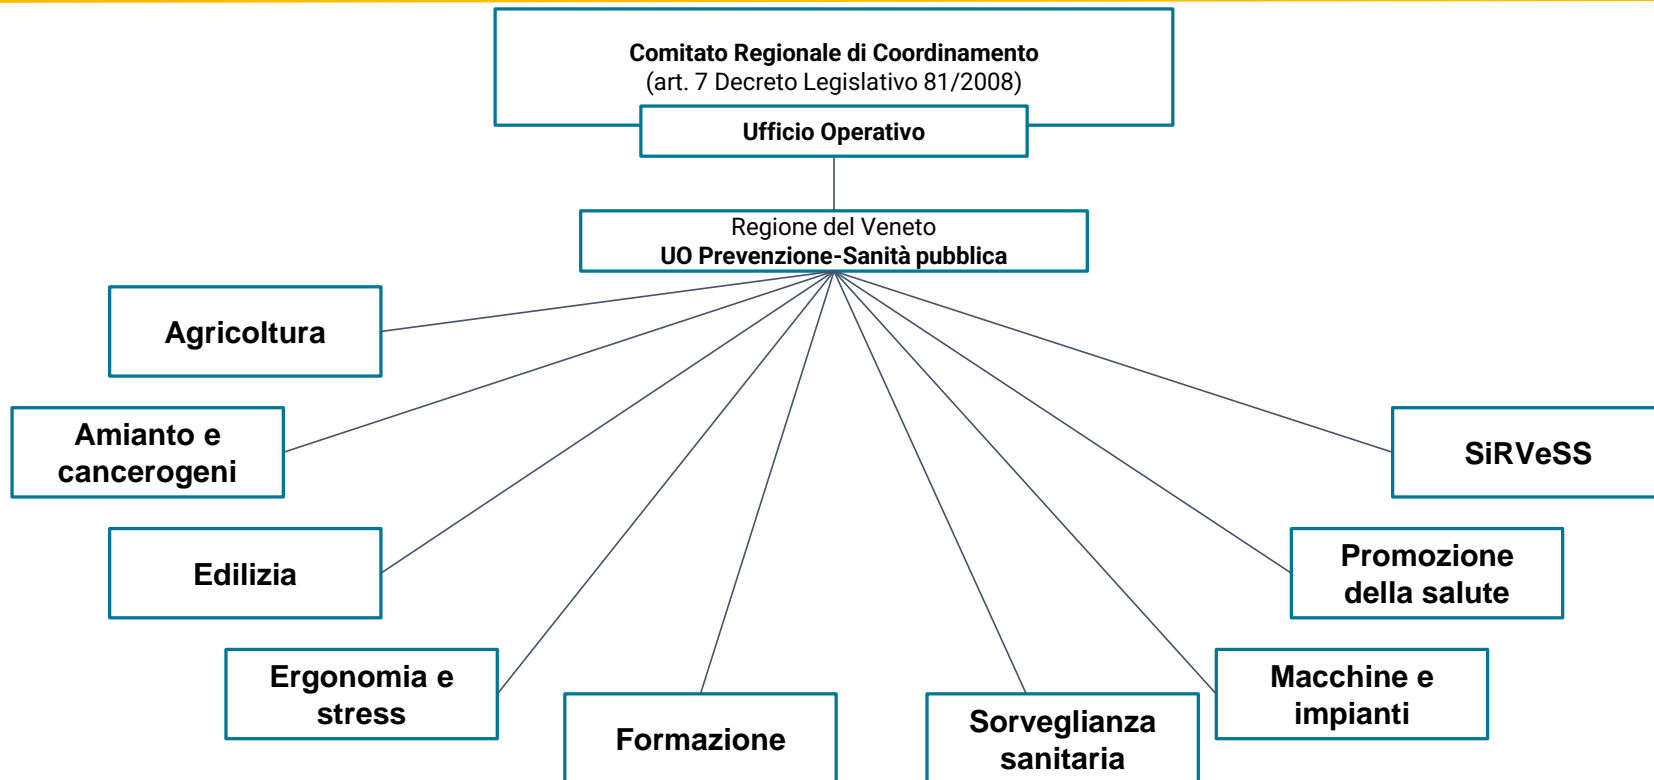 Comitato Regionale di Coordinamento
(art. 7 Decreto Legislativo 81/2008)
Ufficio Operativo
Regione del Veneto
UO Prevenzione-Sanità pubblica
Agricoltura
Amianto e
cancerogeni
Edilizia
Ergonomia e
stress
Formazione
Sorveglianza
sanitaria
Macchine e
impianti
Promozione
della salute
SiRVeSS